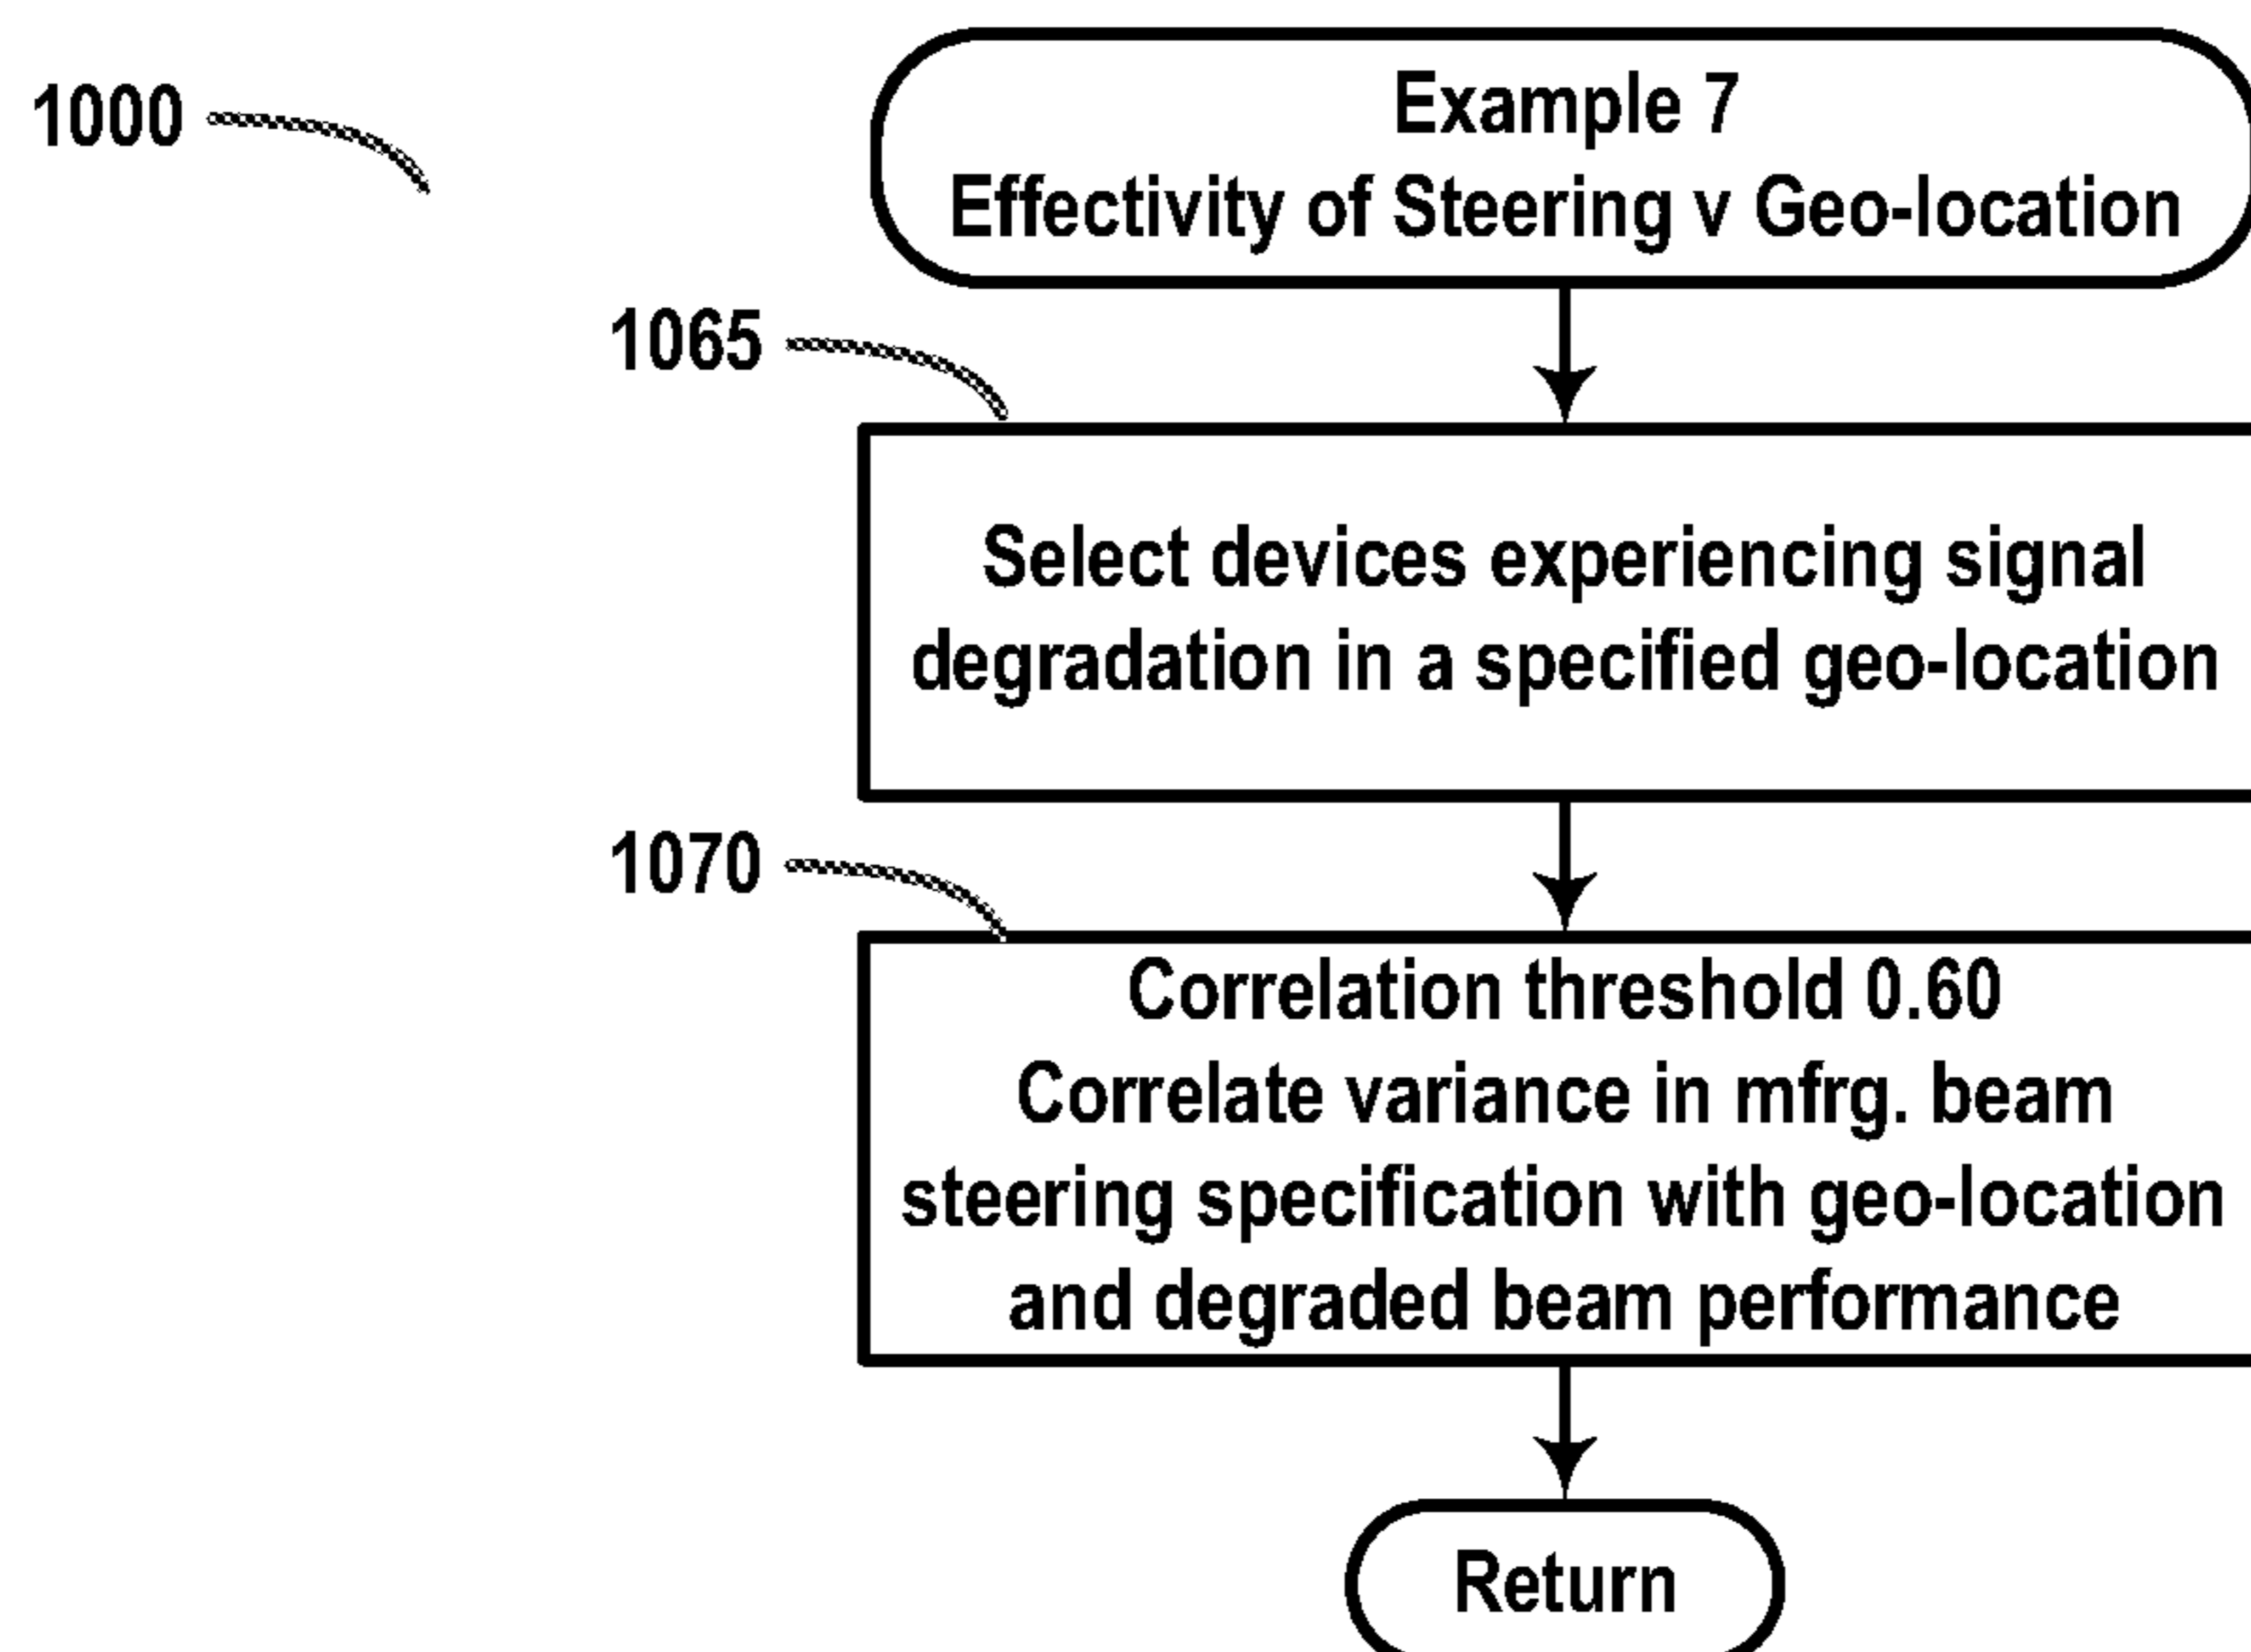 1000
Example 7
Effectivity of Steering v Geo-location
1065
Select devices experiencing signal
degradation in a specified geo-location
1070
Correlation threshold 0.60
Correlate variance in mfrg. beam
steering specification with geo-location
and degraded beam performance
Return